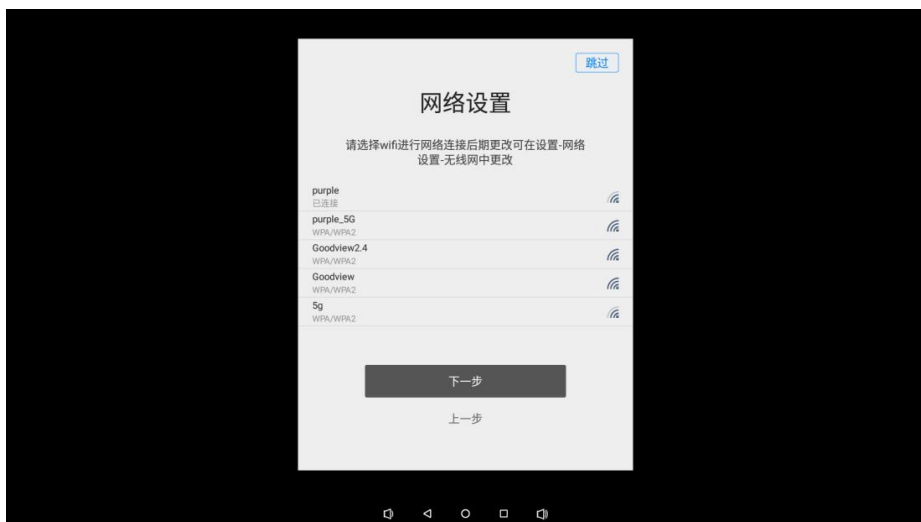 跳过
网络设置
请选择wifi进行网络连接后期更改可在设置-网络
设置-无线网中更改
purple
已连接
purple_5G
WPA/WPA2
Goodview2.4
WPA/WPA2
Goodview
WPA/WPA2
5g
WPA/WPA2
下一步
上一步